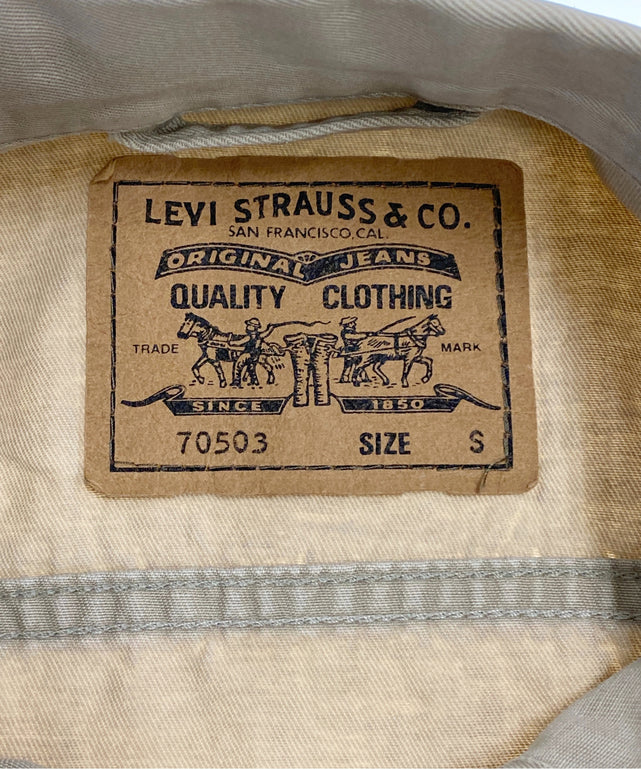 LEVI STRAUSS & CO.
SAN FRANCISCO, CAL.
ORIGINAL JEANS
QUALITY CLOTHING
TRADE MARK
SINCE 1850
70503 SIZE S